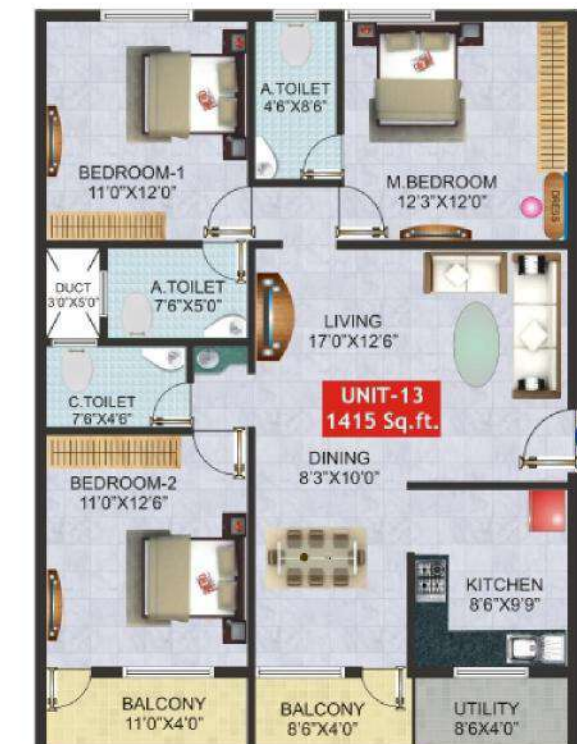 A.TOILET
4'6"X8'6"
BEDROOM-1
11'0"X12'0"
M.BEDROOM
12'3"X12'0"
DRESS
DUCT
3'0"X5'0"
A.TOILET
7'6"X5'0"
LIVING
17'0"X12'6"
UNIT-13
1415 Sq.ft.
C.TOILET
7'6"X4'6"
DINING
8'3"X10'0"
BEDROOM-2
11'0"X12'6"
KITCHEN
8'6"X9'9"
BALCONY
11'0"X4'0"
BALCONY
8'6"X4'0"
UTILITY
8'6X4'0"